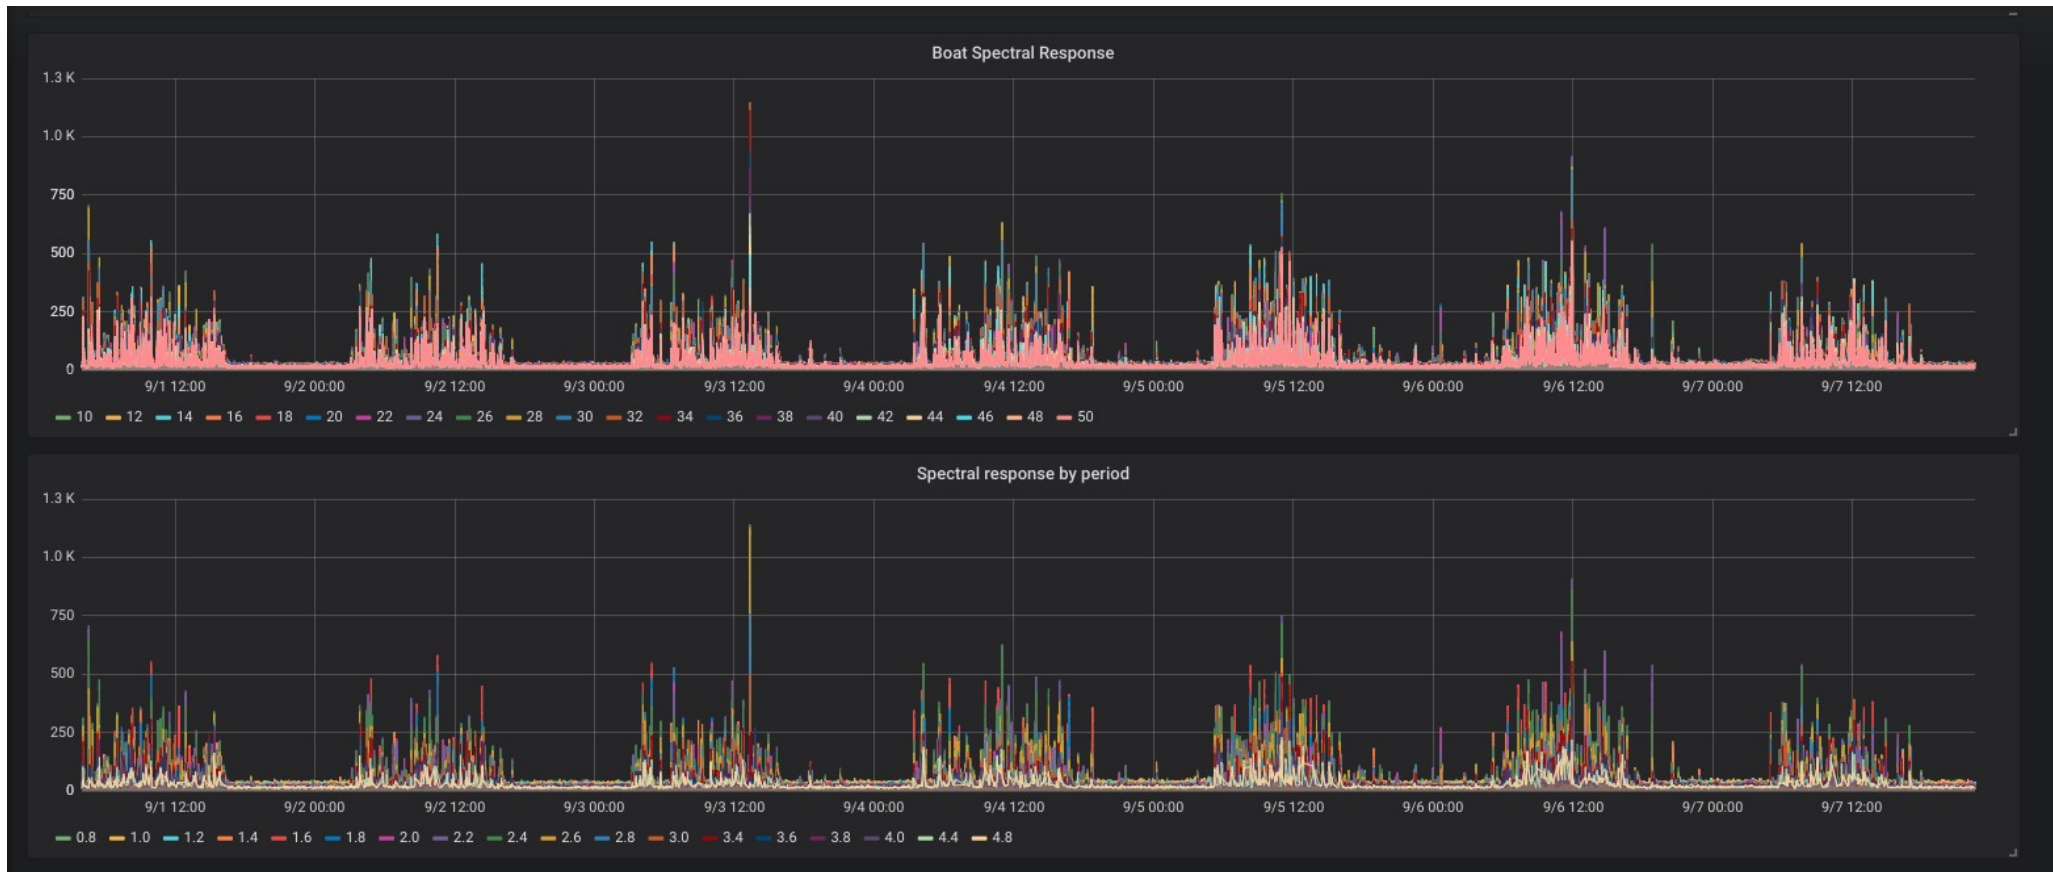 Boat Spectral Response
1.3 K
1.0 K
750
500
250
0
9/1 12:00 9/2 00:00 9/2 12:00 9/3 00:00 9/3 12:00 9/4 00:00 9/4 12:00 9/5 00:00 9/5 12:00 9/6 00:00 9/6 12:00 9/7 00:00 9/7 12:00
10 12 14 16 18 20 22 24 26 28 30 32 34 36 38 40 42 44 46 48 50
Spectral response by period
1.3 K
1.0 K
750
500
250
0
9/1 12:00 9/2 00:00 9/2 12:00 9/3 00:00 9/3 12:00 9/4 00:00 9/4 12:00 9/5 00:00 9/5 12:00 9/6 00:00 9/6 12:00 9/7 00:00 9/7 12:00
0.8 1.0 1.2 1.4 1.6 1.8 2.0 2.2 2.4 2.6 2.8 3.0 3.4 3.6 3.8 4.0 4.4 4.8